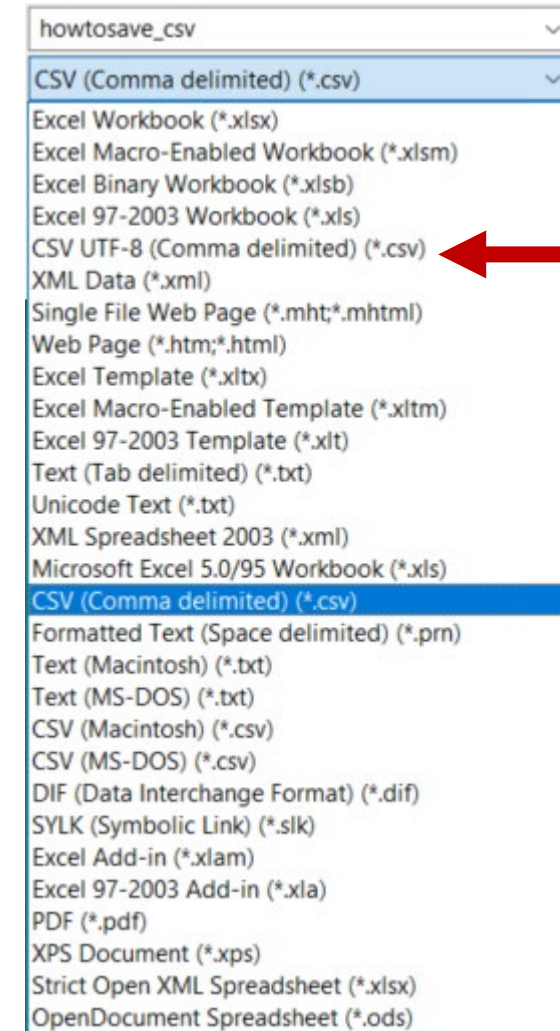 howtosave_csv
CSV (Comma delimited) (*.csv)
Excel Workbook (*.xlsx)
Excel Macro-Enabled Workbook (*.xlsm)
Excel Binary Workbook (*.xlsb)
Excel 97-2003 Workbook (*.xls)
CSV UTF-8 (Comma delimited) (*.csv)
XML Data (*.xml)
Single File Web Page (*.mht;*.mhtml)
Web Page (*.htm;*.html)
Excel Template (*.xltx)
Excel Macro-Enabled Template (*.xltm)
Excel 97-2003 Template (*.xlt)
Text (Tab delimited) (*.txt)
Unicode Text (*.txt)
XML Spreadsheet 2003 (*.xml)
Microsoft Excel 5.0/95 Workbook (*.xls)
CSV (Comma delimited) (*.csv)
Formatted Text (Space delimited) (*.prn)
Text (Macintosh) (*.txt)
Text (MS-DOS) (*.txt)
CSV (Macintosh) (*.csv)
CSV (MS-DOS) (*.csv)
DIF (Data Interchange Format) (*.dif)
SYLK (Symbolic Link) (*.slk)
Excel Add-in (*.xlam)
Excel 97-2003 Add-in (*.xla)
PDF (*.pdf)
XPS Document (*.xps)
Strict Open XML Spreadsheet (*.xlsx)
OpenDocument Spreadsheet (*.ods)